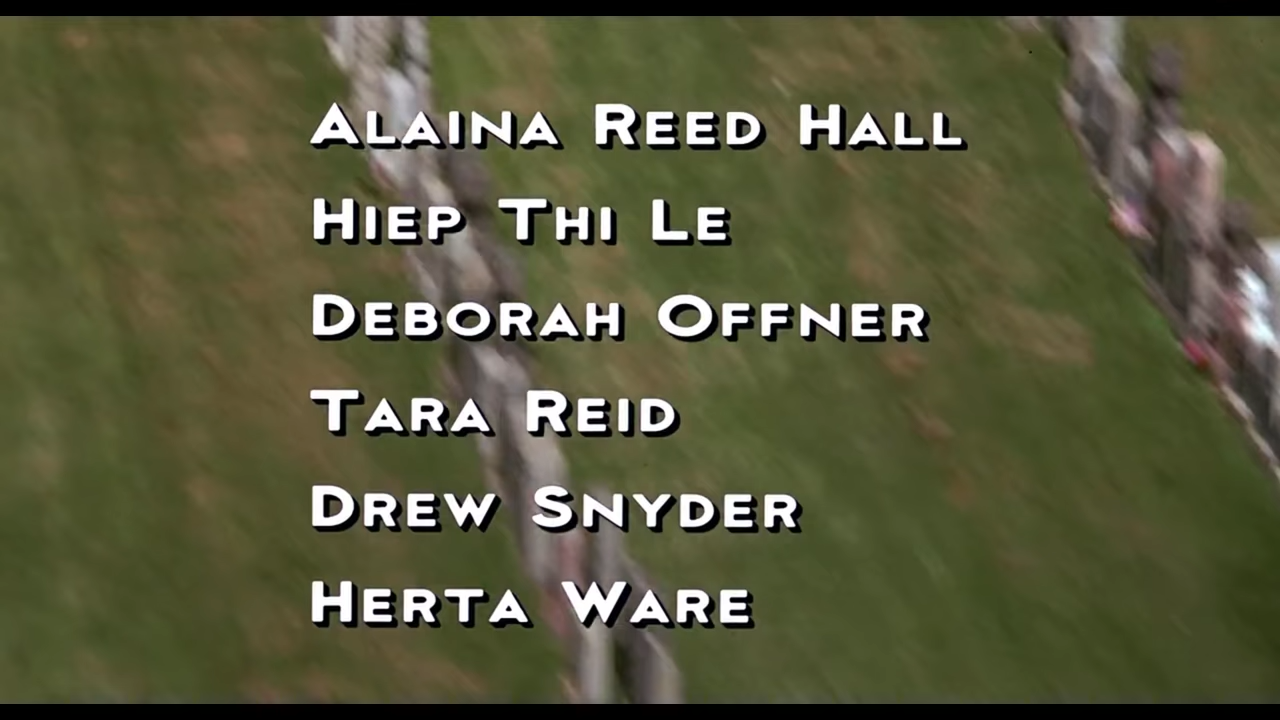 Alaina Reed Hall
Hiep Thi Le
Deborah Offner
Tara Reid
Drew Snyder
Herta Ware